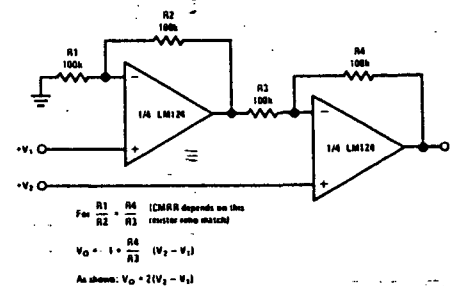 R2
100k
R1
100k
R4
100k
R3
100k
1/4 LM124
1/4 LM124
+V1
+V2
For R1/R2 = R4/R3 (CMRR depends on this
resistor ratio match)
VO = 1 + R4/R3 (V2 − V1)
As shown: VO = 2(V2 − V1)